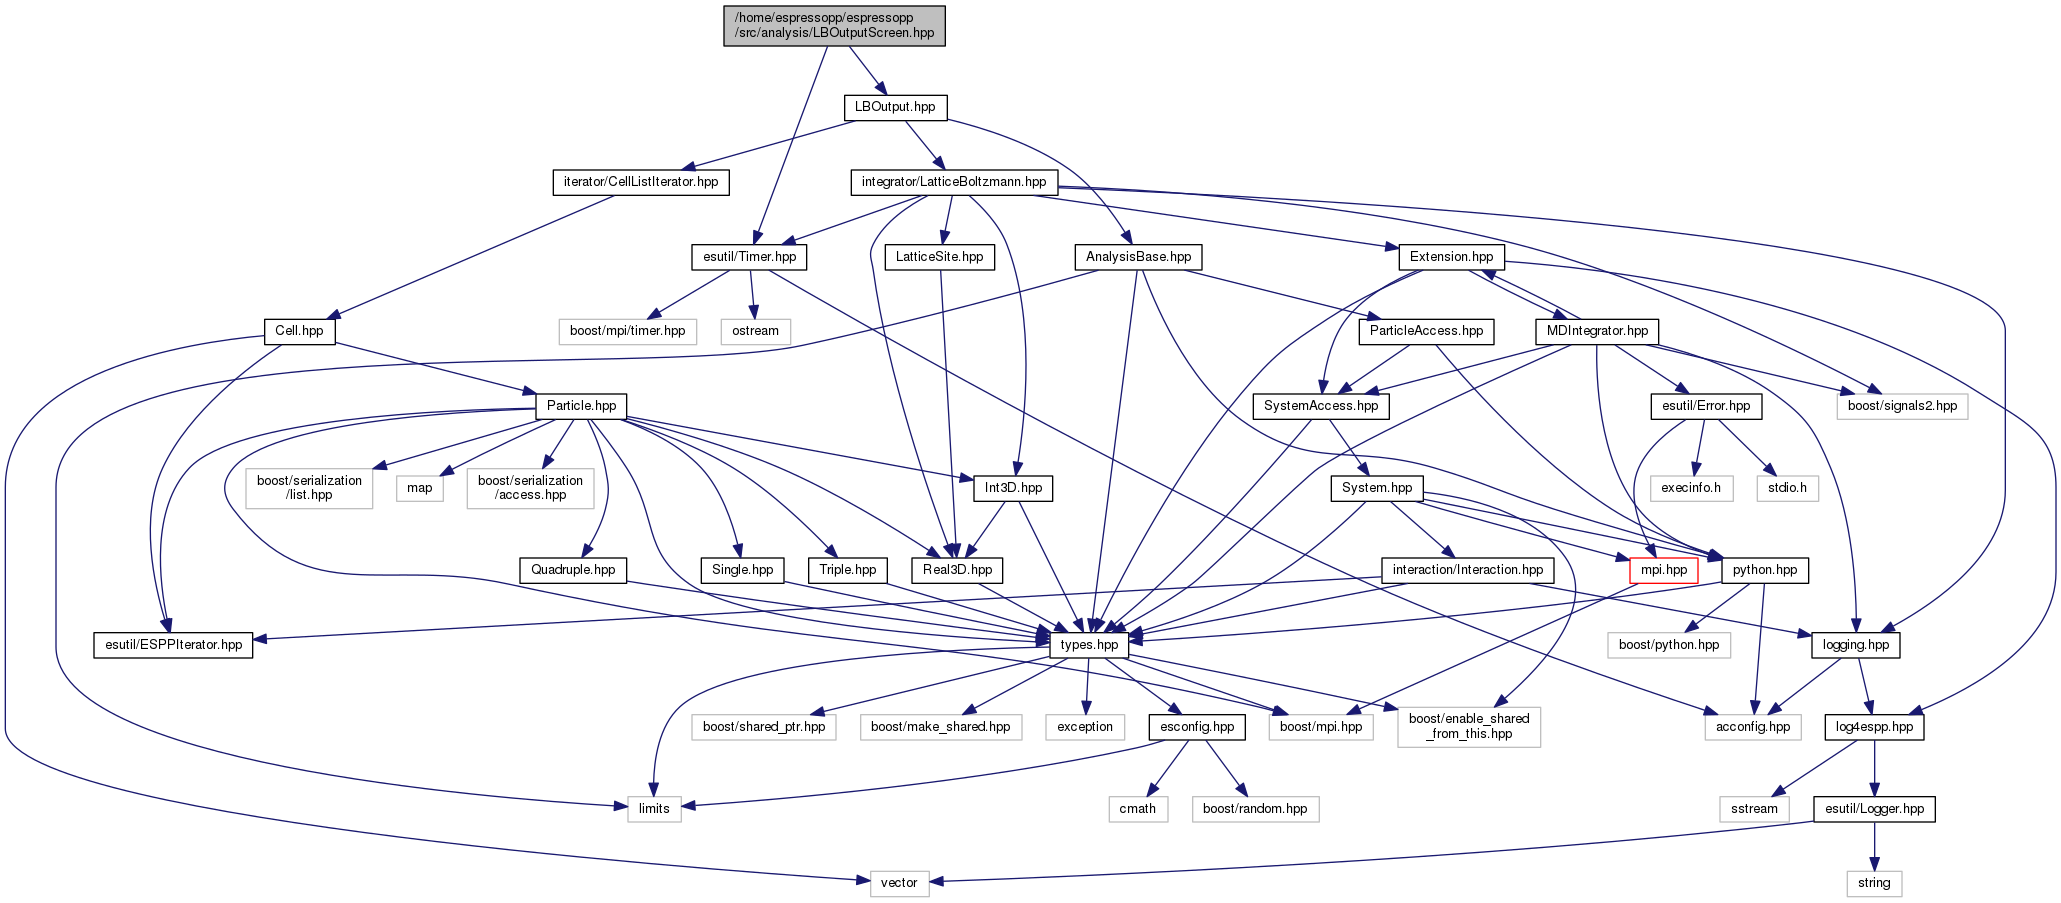 /home/espressopp/espressopp
/src/analysis/LBOutputScreen.hpp
LBOutput.hpp
iterator/CellListIterator.hpp
integrator/LatticeBoltzmann.hpp
esutil/Timer.hpp
LatticeSite.hpp
AnalysisBase.hpp
Extension.hpp
Cell.hpp
boost/mpi/timer.hpp
ostream
ParticleAccess.hpp
MDIntegrator.hpp
Particle.hpp
SystemAccess.hpp
esutil/Error.hpp
boost/signals2.hpp
boost/serialization
/list.hpp
map
boost/serialization
/access.hpp
Int3D.hpp
System.hpp
execinfo.h
stdio.h
Quadruple.hpp
Single.hpp
Triple.hpp
Real3D.hpp
interaction/Interaction.hpp
mpi.hpp
python.hpp
esutil/ESPPIterator.hpp
types.hpp
boost/python.hpp
logging.hpp
boost/shared_ptr.hpp
boost/make_shared.hpp
exception
esconfig.hpp
boost/mpi.hpp
boost/enable_shared
_from_this.hpp
acconfig.hpp
log4espp.hpp
limits
cmath
boost/random.hpp
sstream
esutil/Logger.hpp
vector
string